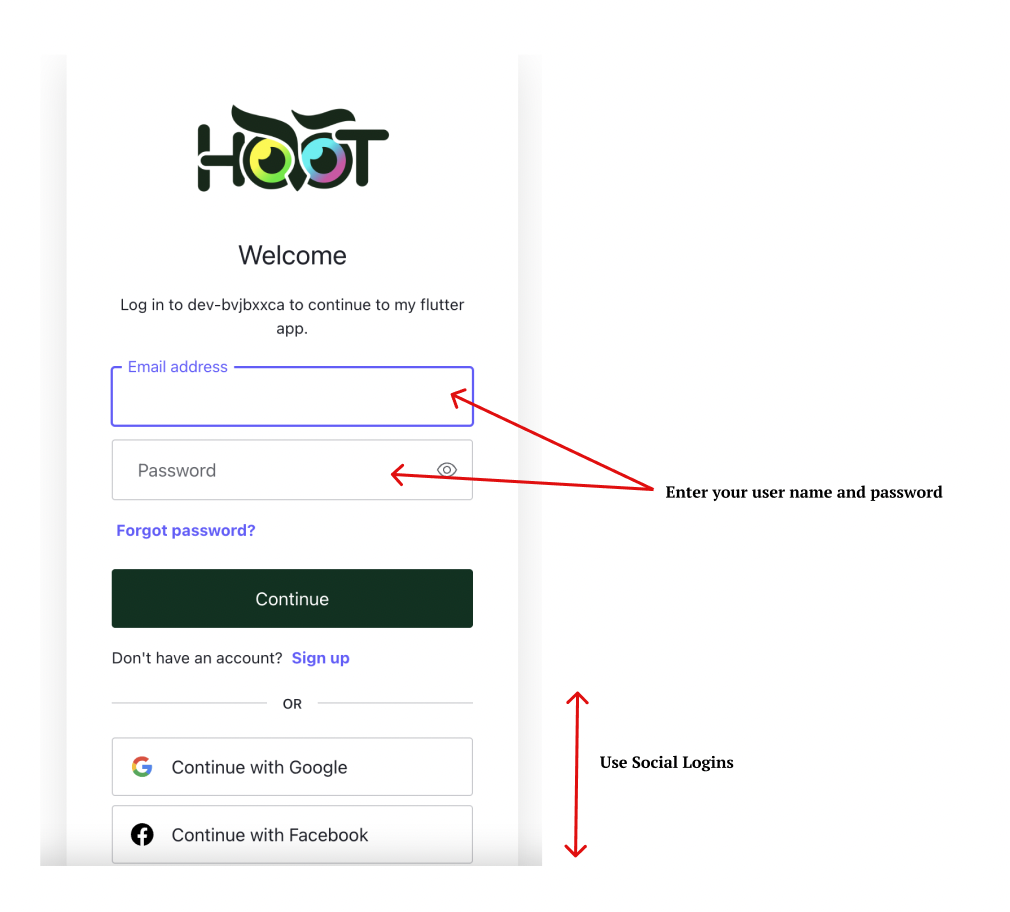 HOOT
Welcome
Log in to dev-bvjbxxca to continue to my flutter
app.
Email address
Password
Enter your user name and password
Forgot password?
Continue
Don't have an account? Sign up
OR
Use Social Logins
Continue with Google
Continue with Facebook